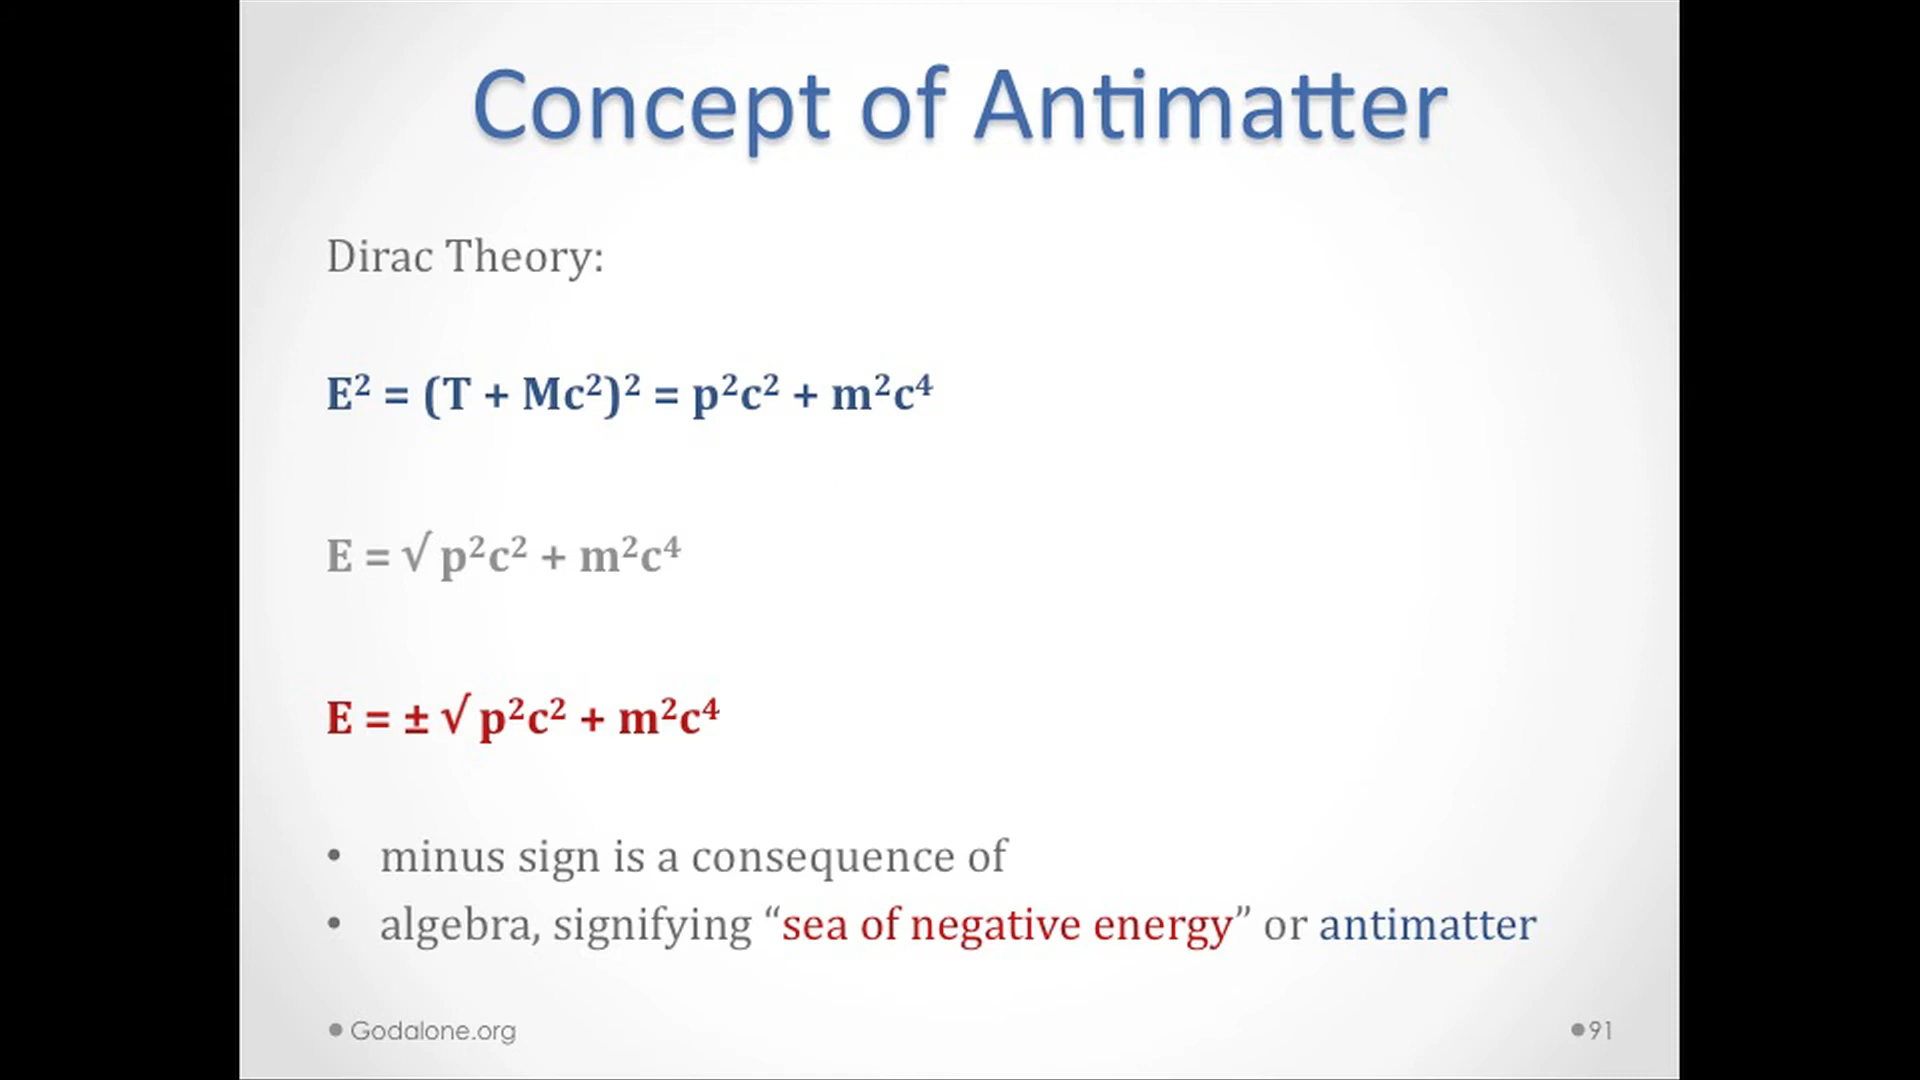 Concept of Antimatter
Dirac Theory:
E² = (T + Mc²)² = p²c² + m²c⁴
E = √ p²c² + m²c⁴
E = ± √ p²c² + m²c⁴
• minus sign is a consequence of
• algebra, signifying “sea of negative energy” or antimatter
• Godalone.org
• 91